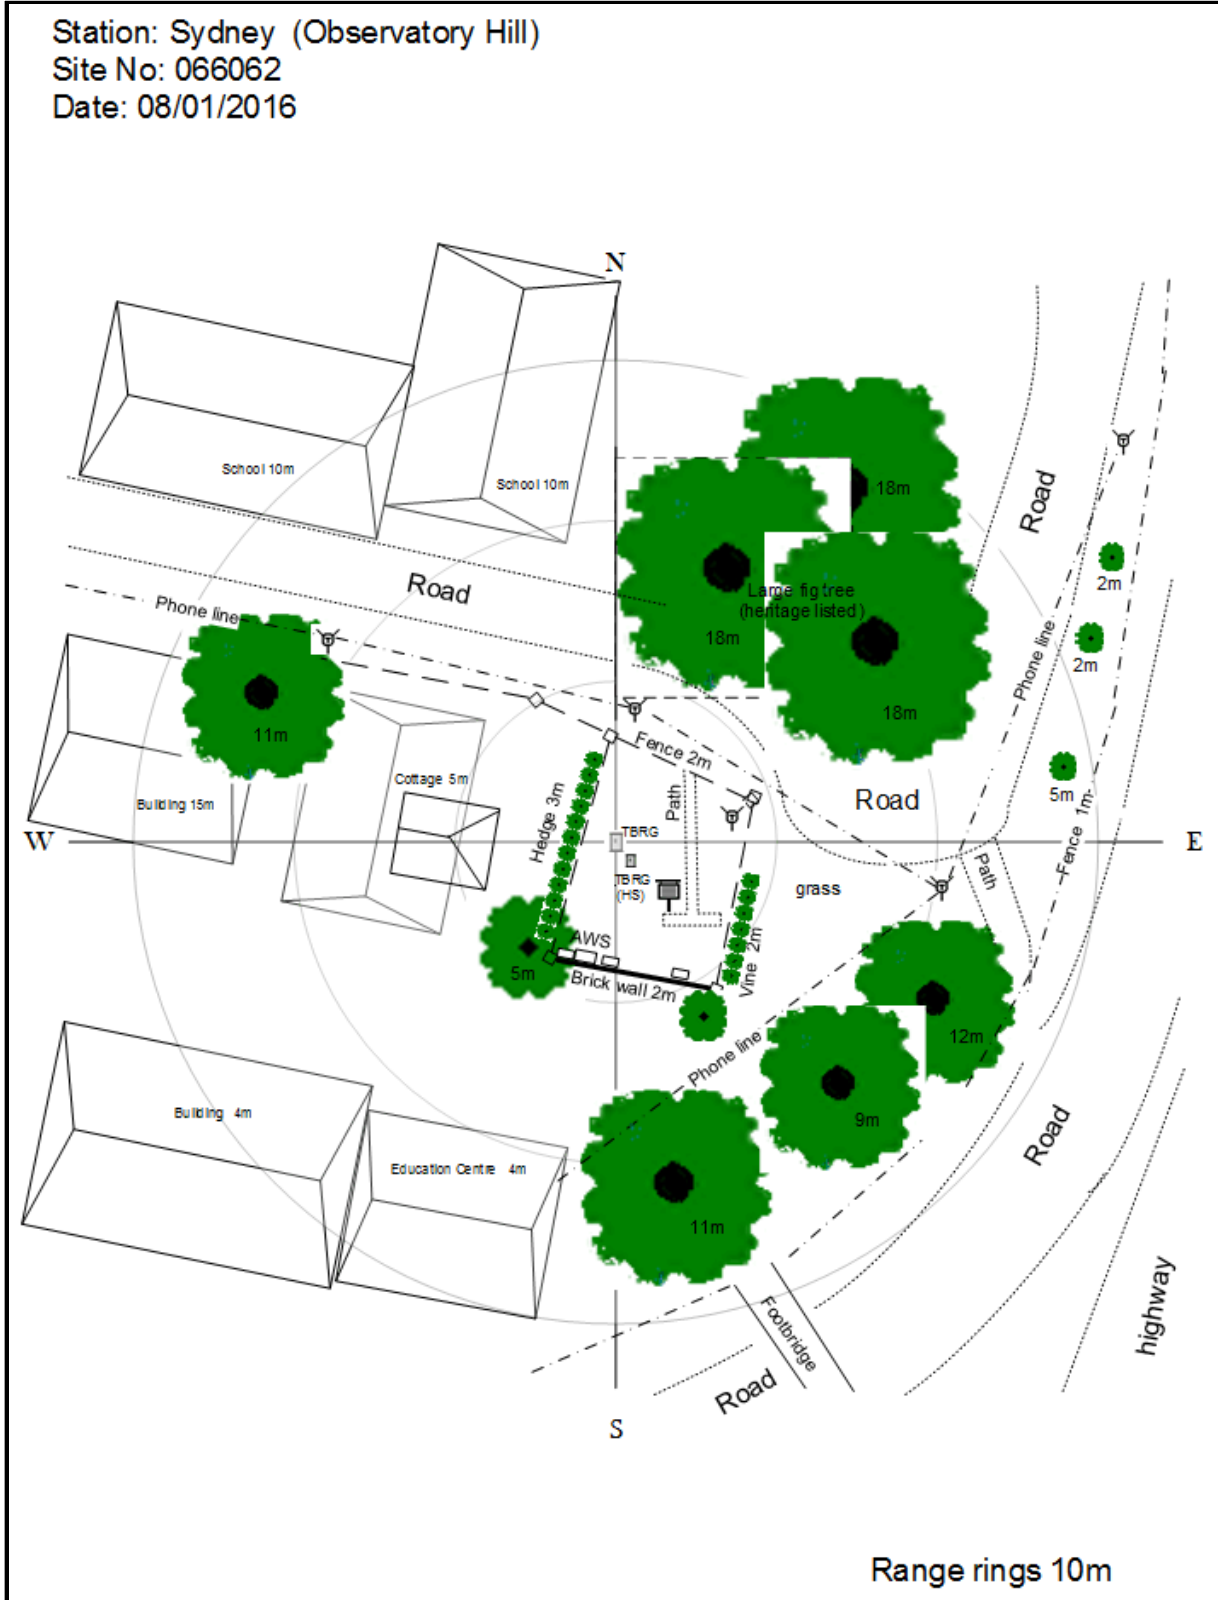 Station: Sydney (Observatory Hill)
Site No: 066062
Date: 08/01/2016
N
School 10m
School 10m
18m
Road
Road
Large fig tree
(heritage listed)
2m
Phone line
18m
Phone line
2m
18m
11m
Fence 2m
Cottage 5m
5m
Building 15m
Hedge 3m
Path
Road
Fence 1m
W
TBRG
E
TBRG
(HS)
grass
Path
AWS
5m
Brick wall 2m
Vine 2m
Phone line
12m
Building 4m
9m
Road
Education Centre 4m
11m
highway
Footbridge
Road
S
Range rings 10m